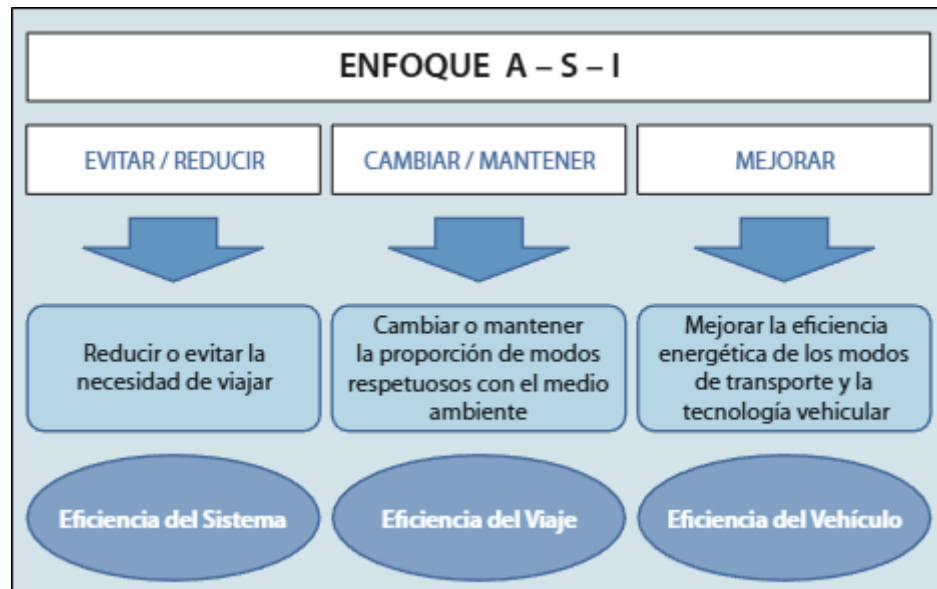 ENFOQUE A – S – I
EVITAR / REDUCIR
CAMBIAR / MANTENER
MEJORAR
Reducir o evitar la
necesidad de viajar
Cambiar o mantener
la proporción de modos
respetuosos con el medio
ambiente
Mejorar la eficiencia
energética de los modos
de transporte y la
tecnología vehicular
Eficiencia del Sistema
Eficiencia del Viaje
Eficiencia del Vehículo